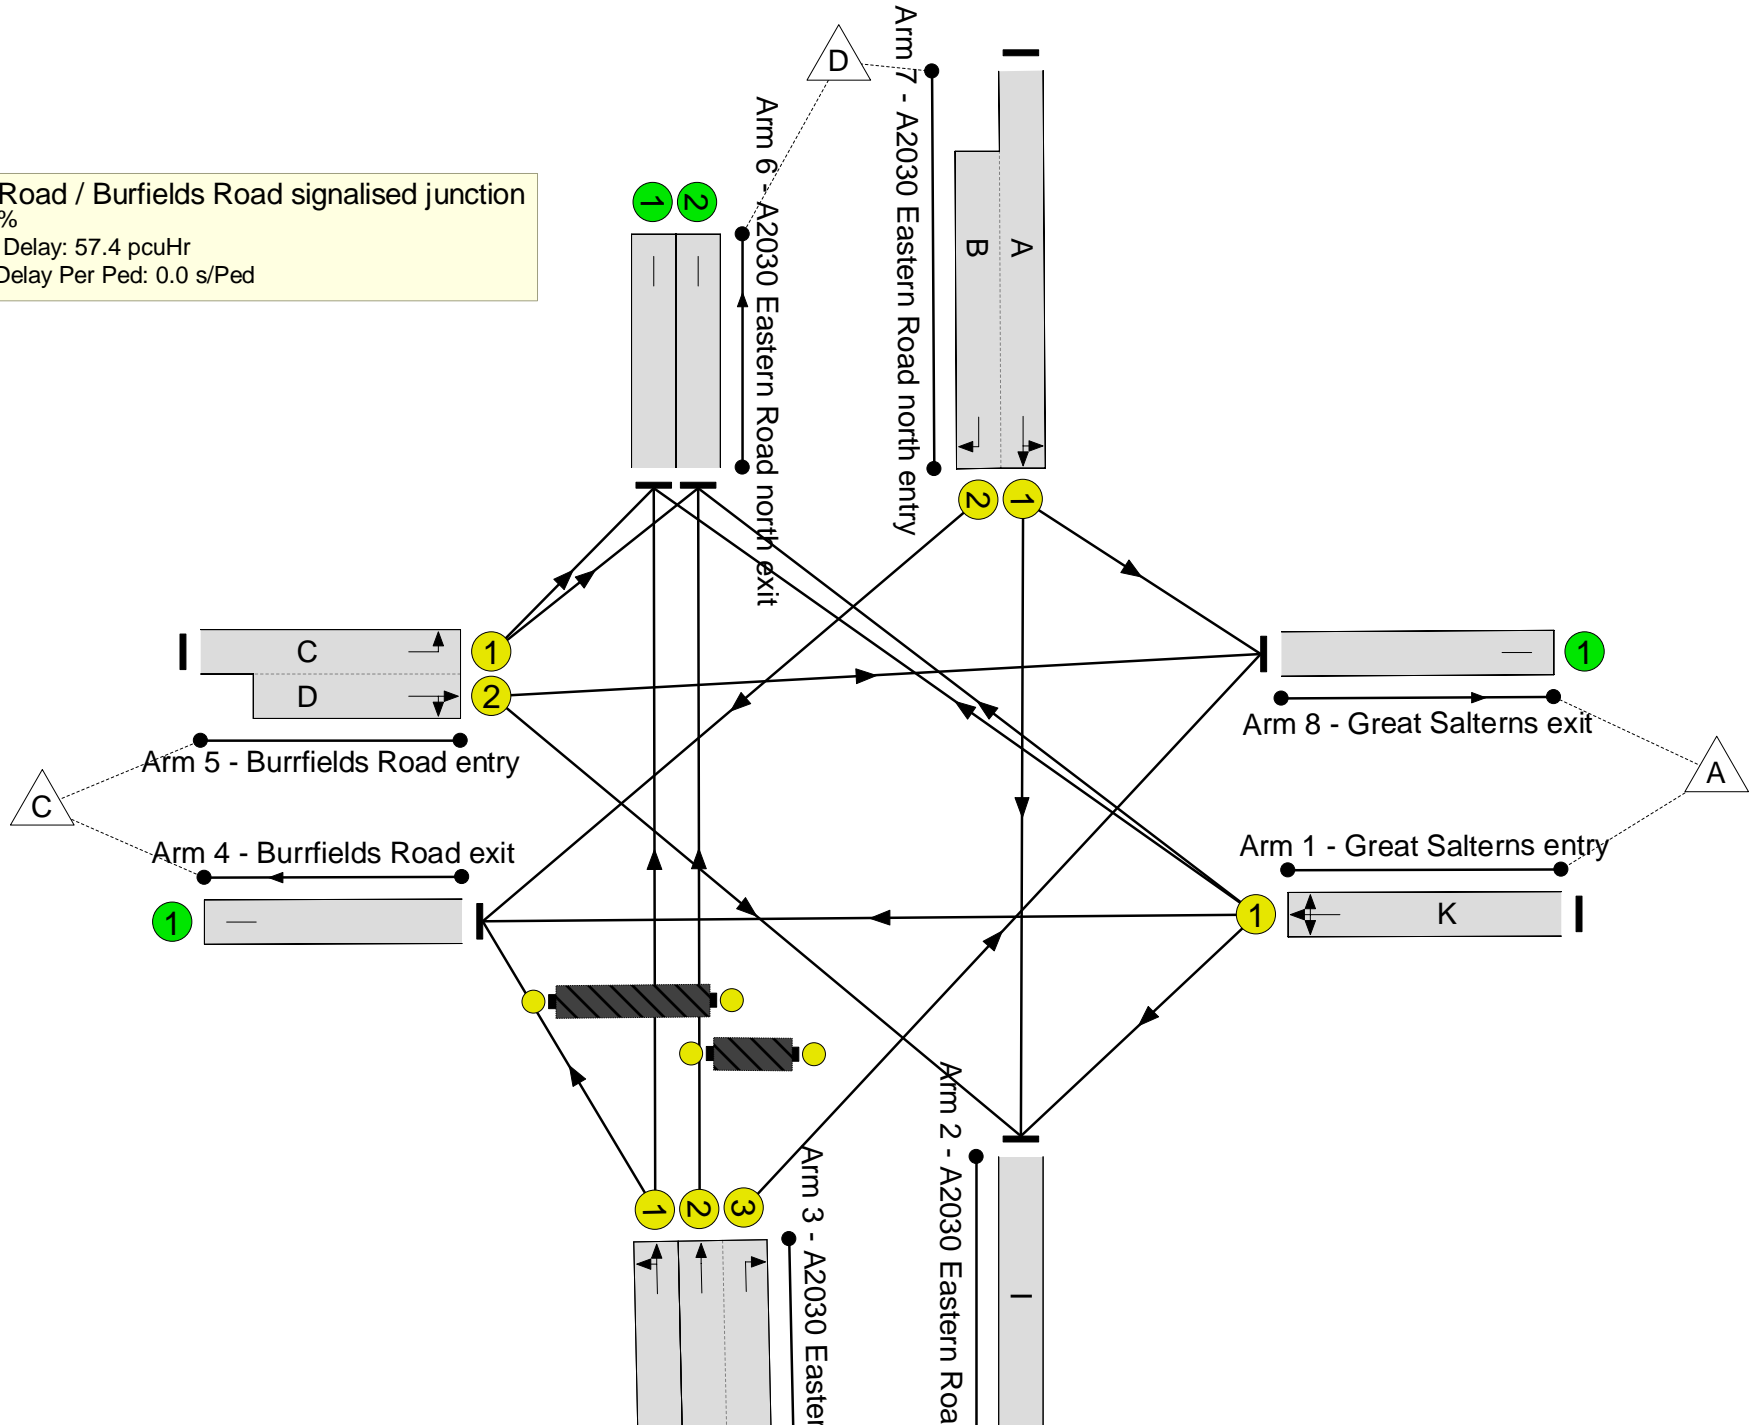 D
Arm 7 - A2030 Eastern Road north entry
Arm 6 - A2030 Eastern Road north exit
Road / Burfields Road signalised junction
%
Delay: 57.4 pcuHr
Delay Per Ped: 0.0 s/Ped
1 2
B A
2 1
C
D
1
2
1
Arm 5 - Burrfields Road entry
Arm 8 - Great Salterns exit
C
A
Arm 4 - Burrfields Road exit
Arm 1 - Great Salterns entry
1
1
K
Arm 2 - A2030 Eastern Roa
Arm 3 - A2030 Easter
1 2 3
I